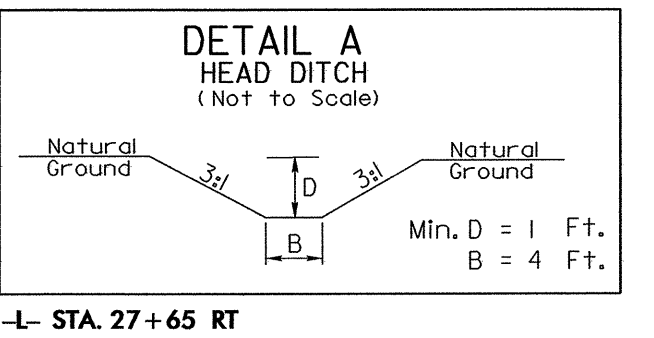 DETAIL A
HEAD DITCH
(Not to Scale)
Natural
Ground
3:1
D
3:1
Natural
Ground
B
Min. D = 1 Ft.
B = 4 Ft.
-L- STA. 27+65 RT